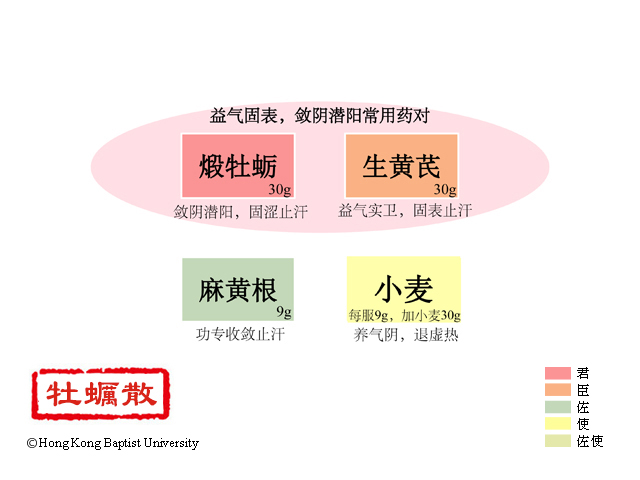 益气固表，敛阴潜阳常用药对
煅牡蛎
30g
生黄芪
30g
敛阴潜阳，固涩止汗
益气实卫，固表止汗
麻黄根
9g
小麦
每服9g，加小麦30g
功专收敛止汗
养气阴，退虚热
牡蠣散
©Hong Kong Baptist University
君
臣
佐
使
佐使